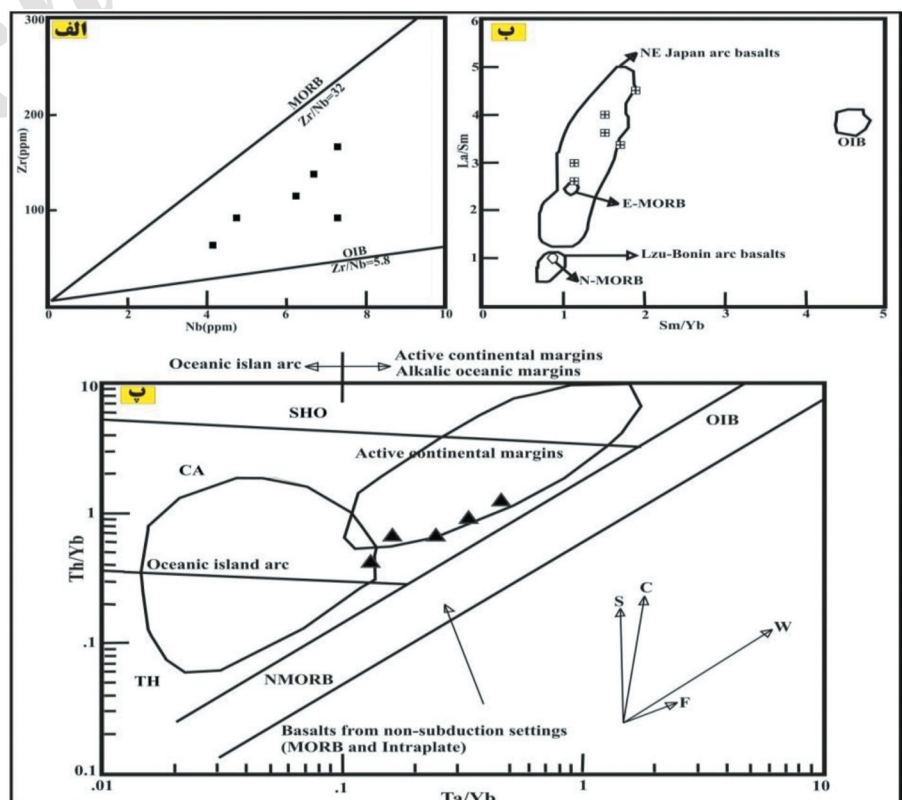 الف
300
200
100
Zr(ppm)
MORB
Zr/Nb=32
OIB
Zr/Nb=5.8
0
2
4
6
8
10
Nb(ppm)
ب
6
5
4
3
2
1
0
La/Sm
NE Japan arc basalts
OIB
E-MORB
Lzu-Bonin arc basalts
N-MORB
0
1
2
3
4
5
Sm/Yb
Oceanic islan arc
Active continental margins
Alkalic oceanic margins
پ
10
1
.1
0.1
Th/Yb
SHO
OIB
Active continental margins
CA
Oceanic island arc
TH
NMORB
S
C
W
F
Basalts from non-subduction settings
(MORB and Intraplate)
.01
.1
1
10
Ta/Yb